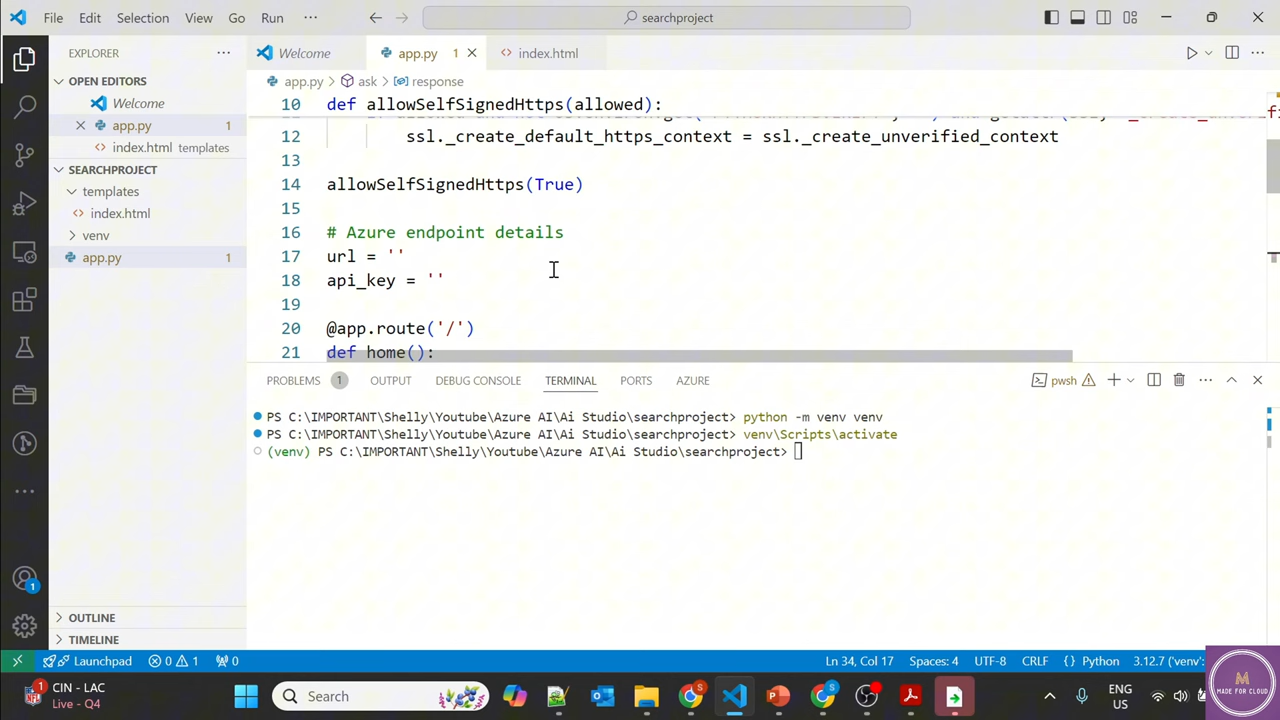 File Edit Selection View Go Run ··· searchproject
EXPLORER ···
Welcome app.py 1 index.html
OPEN EDITORS
Welcome
app.py 1
index.html templates
SEARCHPROJECT
templates
index.html
venv
app.py 1
OUTLINE
TIMELINE
app.py > ask > response
10 def allowSelfSignedHttps(allowed):
12 ssl._create_default_https_context = ssl._create_unverified_context
13
14 allowSelfSignedHttps(True)
15
16 # Azure endpoint details
17 url = ''
18 api_key = ''
19
20 @app.route('/')
21 def home():
PROBLEMS 1 OUTPUT DEBUG CONSOLE TERMINAL PORTS AZURE pwsh
PS C:\IMPORTANT\Shelly\Youtube\Azure AI\Ai Studio\searchproject> python -m venv venv
PS C:\IMPORTANT\Shelly\Youtube\Azure AI\Ai Studio\searchproject> venv\Scripts\activate
(venv) PS C:\IMPORTANT\Shelly\Youtube\Azure AI\Ai Studio\searchproject>
1
Launchpad 0 1 0 Ln 34, Col 17 Spaces: 4 UTF-8 CRLF {} Python 3.12.7 ('venv':
1 CIN - LAC
Live - Q4
Search
ENG
US
M
MADE FOR CLOUD